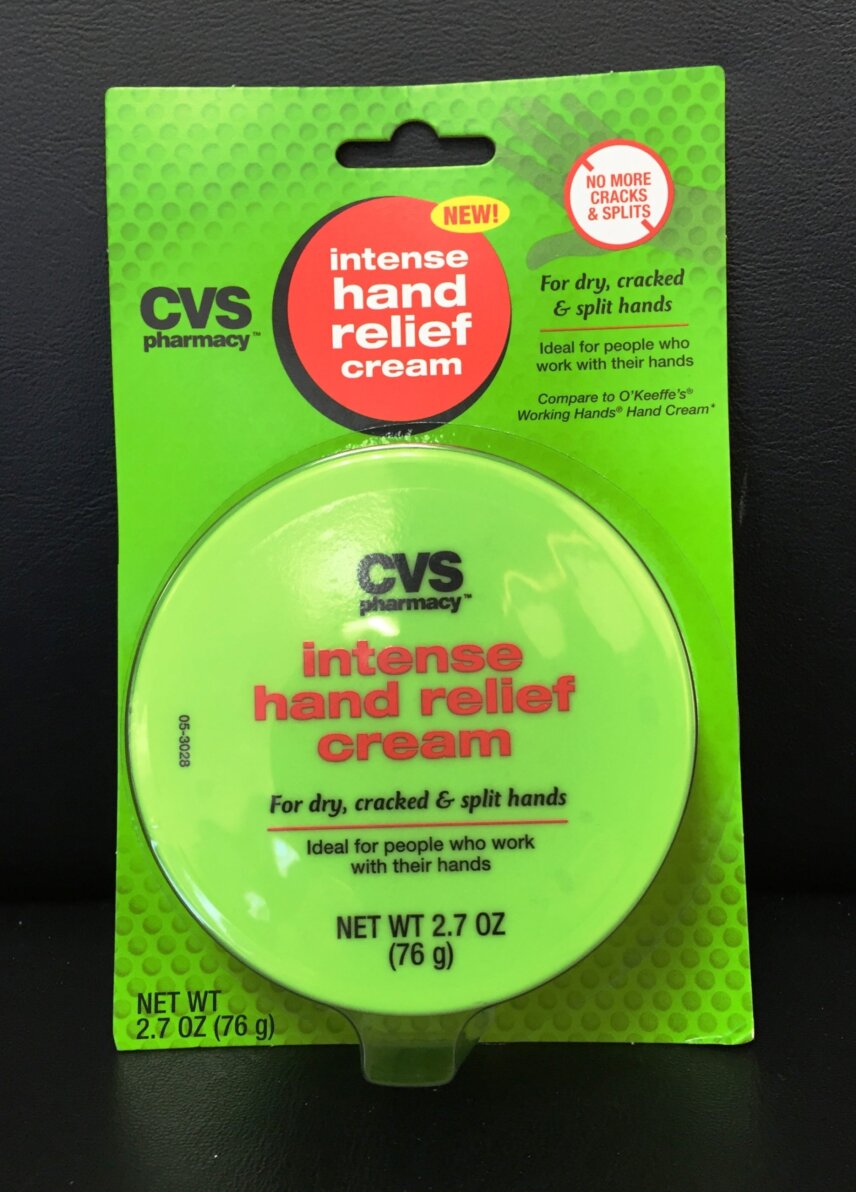 NO MORE
CRACKS
& SPLITS
NEW!
intense
hand
relief
cream
CVS
pharmacy™
For dry, cracked
& split hands
Ideal for people who
work with their hands
Compare to O'Keeffe's®
Working Hands® Hand Cream*
CVS
pharmacy™
intense
hand relief
cream
05-3028
For dry, cracked & split hands
Ideal for people who work
with their hands
NET WT 2.7 OZ
(76 g)
NET WT
2.7 OZ (76 g)